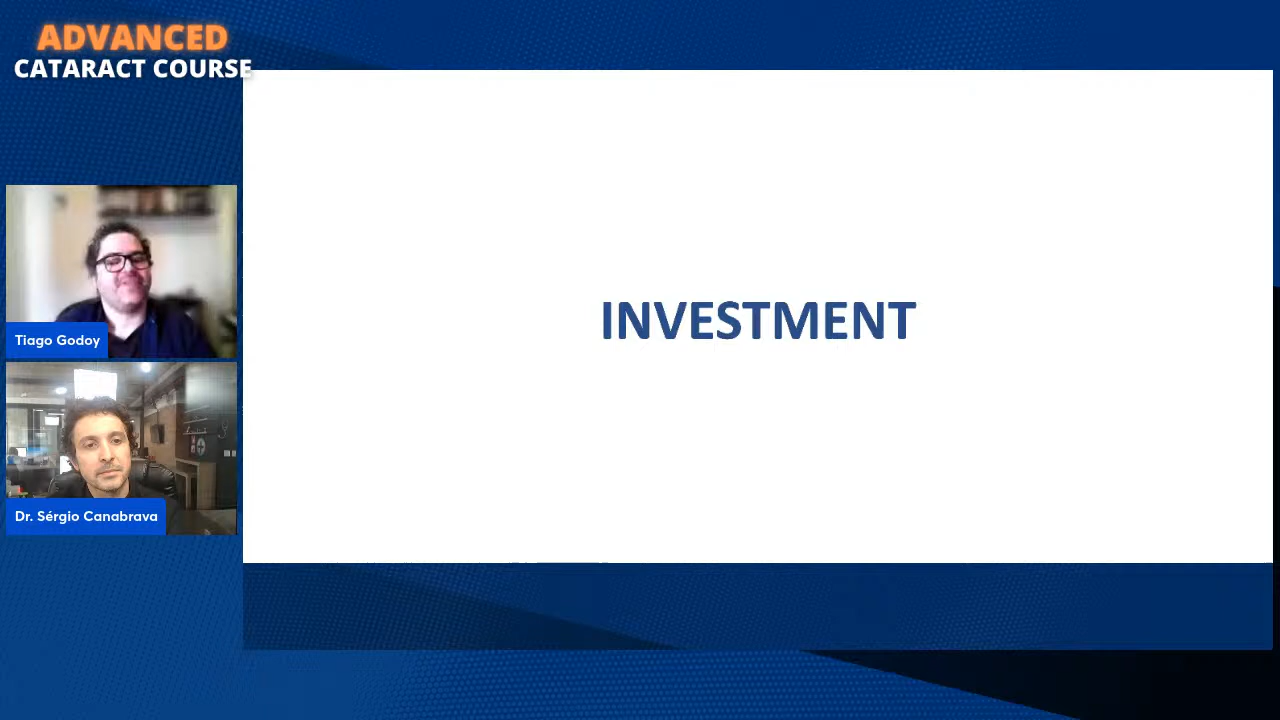 ADVANCED
CATARACT COURSE
Tiago Godoy
Dr. Sérgio Canabrava
INVESTMENT